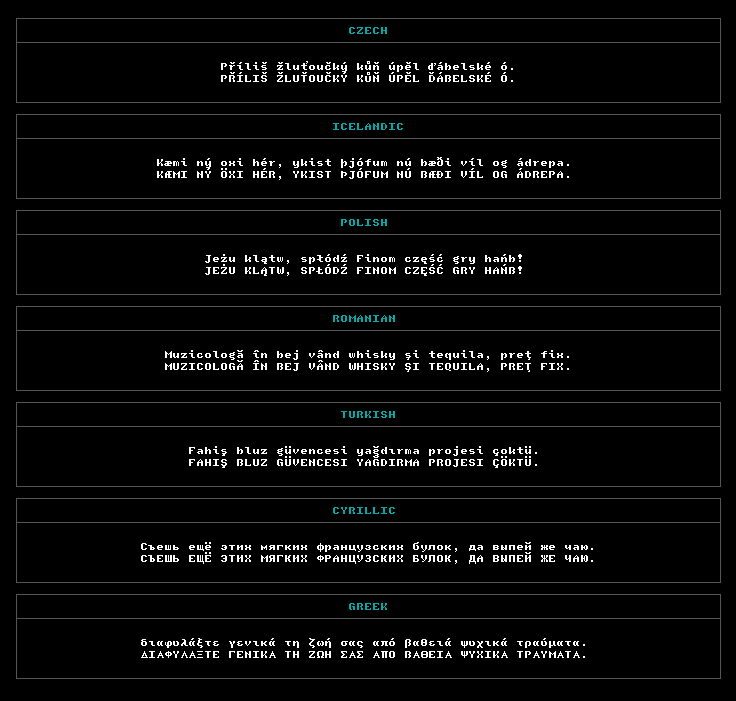 CZECH
Příliš žluťoučký kůň úpěl ďábelské ó.
PŘÍLIŠ ŽLUŤOUČKÝ KŮŇ ÚPĚL ĎÁBELSKÉ Ó.
ICELANDIC
Kæmi ný oxi hér, ykist þjófum nú bæði víl og ádrepa.
KÆMI NÝ ÖXI HÉR, YKIST ÞJÓFUM NÚ BÆÐI VÍL OG ÁDREPA.
POLISH
Jeżu klątw, spłódź Finom część gry hańb!
JEŻU KLĄTW, SPŁÓDŹ FINOM CZĘŚĆ GRY HAŃB!
ROMANIAN
Muzicologă în bej vând whisky și tequila, preț fix.
MUZICOLOGĂ ÎN BEJ VÂND WHISKY ȘI TEQUILA, PREȚ FIX.
TURKISH
Fahiş bluz güvencesi yağdırma projesi çoktü.
FAHIŞ BLUZ GÜVENCESI YAĞDIRMA PROJESI ÇÖKTÜ.
CYRILLIC
Съешь ещё этих мягких французских булок, да выпей же чаю.
СЪЕШЬ ЕЩЁ ЭТИХ МЯГКИХ ФРАНЦУЗСКИХ БУЛОК, ДА ВЫПЕЙ ЖЕ ЧАЮ.
GREEK
διαφυλάξτε γενικά τη ζωή σας από βαθειά ψυχικά τραύματα.
ΔΙΑΦΥΛΑΞΤΕ ΓΕΝΙΚΑ ΤΗ ΖΩΗ ΣΑΣ ΑΠΟ ΒΑΘΕΙΑ ΨΥΧΙΚΑ ΤΡΑΥΜΑΤΑ.